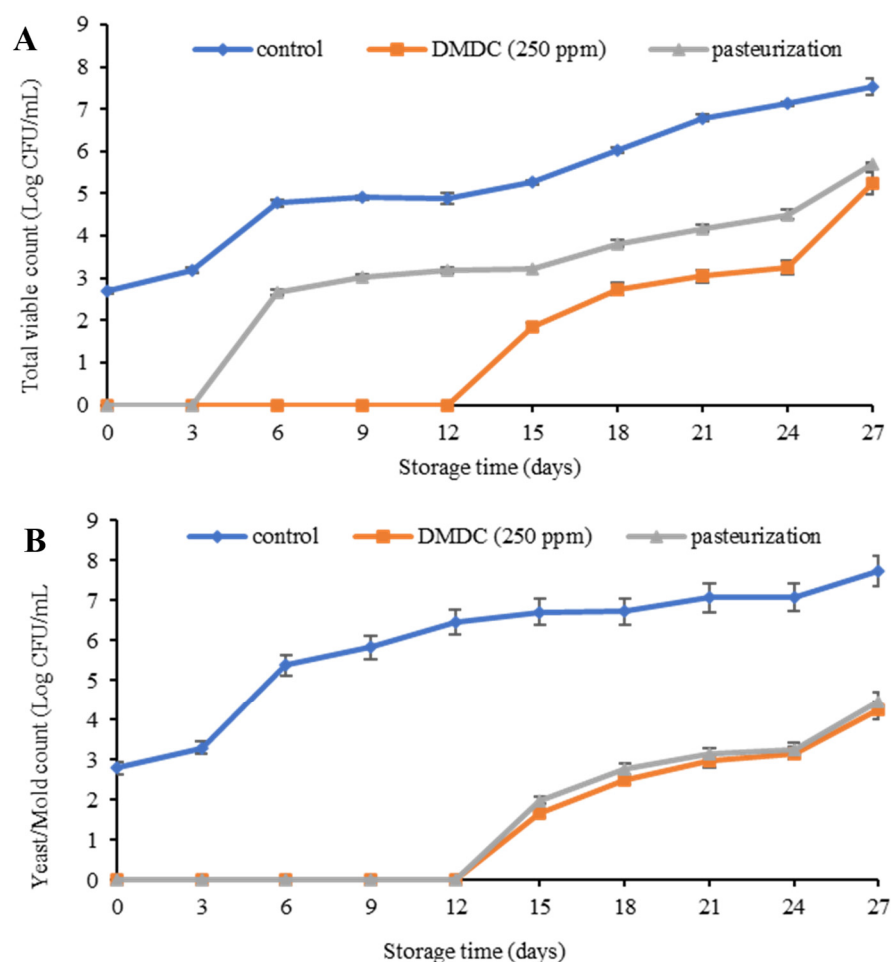 A
control DMDC (250 ppm) pasteurization
Total viable count (Log CFU/mL)
9
8
7
6
5
4
3
2
1
0
0 3 6 9 12 15 18 21 24 27
Storage time (days)
B
control DMDC (250 ppm) pasteurization
Yeast/Mold count (Log CFU/mL
9
8
7
6
5
4
3
2
1
0
0 3 6 9 12 15 18 21 24 27
Storage time (days)